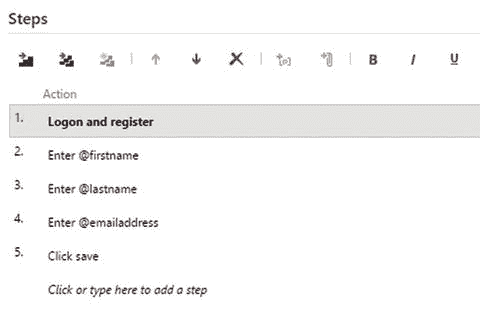 Steps
B I U
Action
1. Logon and register
2. Enter @firstname
3. Enter @lastname
4. Enter @emailaddress
5. Click save
Click or type here to add a step